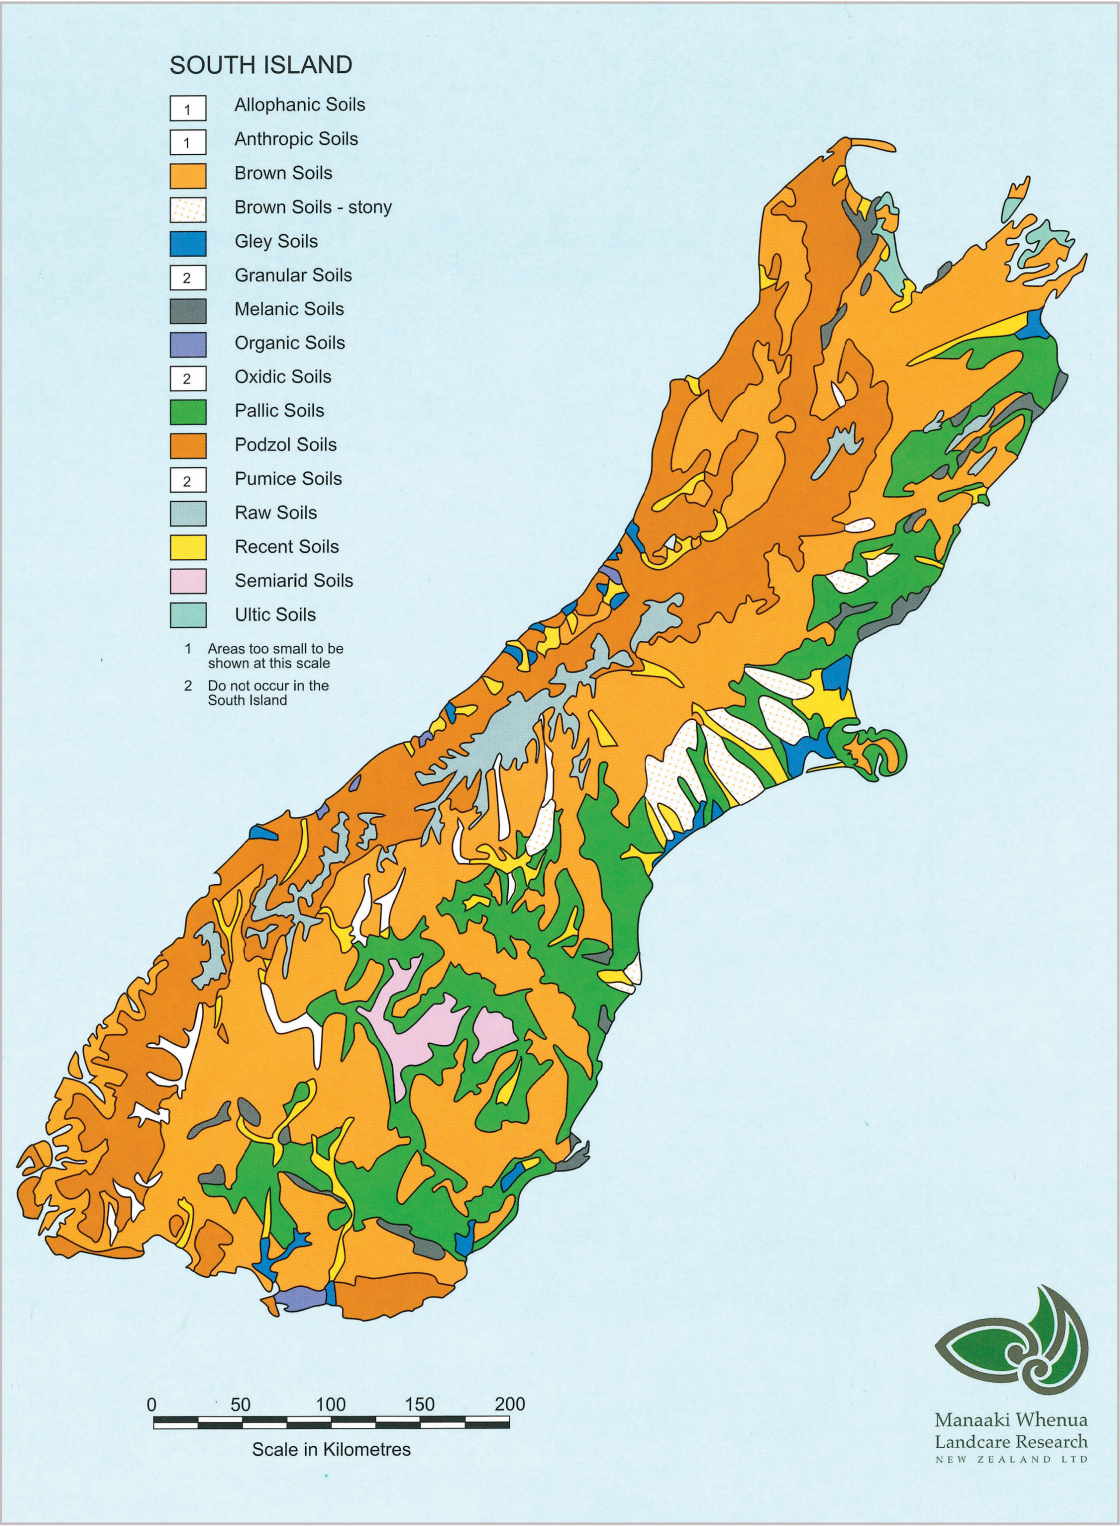 SOUTH ISLAND
1 Allophanic Soils
1 Anthropic Soils
Brown Soils
Brown Soils - stony
Gley Soils
2 Granular Soils
Melanic Soils
Organic Soils
2 Oxidic Soils
Pallic Soils
Podzol Soils
2 Pumice Soils
Raw Soils
Recent Soils
Semiarid Soils
Ultic Soils
1 Areas too small to be
shown at this scale
2 Do not occur in the
South Island
0 50 100 150 200
Scale in Kilometres
Manaaki Whenua
Landcare Research
NEW ZEALAND LTD